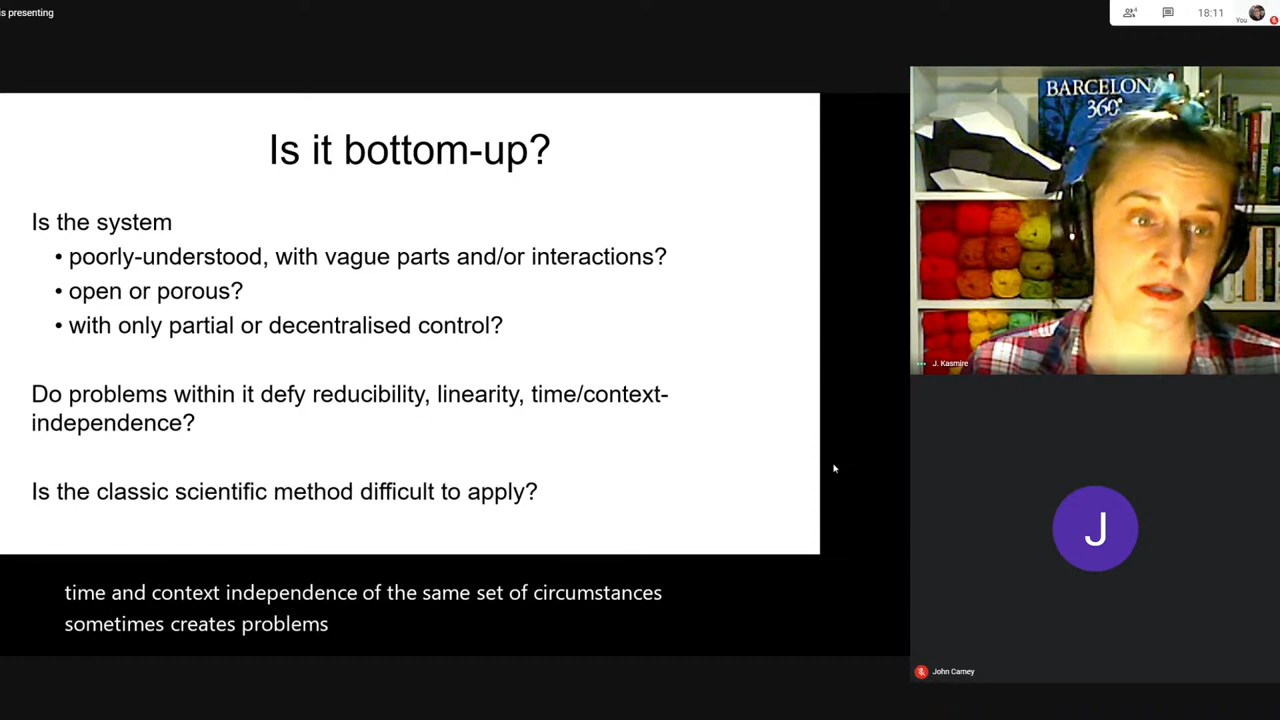 is presenting
4
18:11
You
BARCELONA
360°
Is it bottom-up?
Is the system
• poorly-understood, with vague parts and/or interactions?
• open or porous?
• with only partial or decentralised control?
Do problems within it defy reducibility, linearity, time/context-
independence?
Is the classic scientific method difficult to apply?
J. Kasmire
J
time and context independence of the same set of circumstances
sometimes creates problems
John Carney